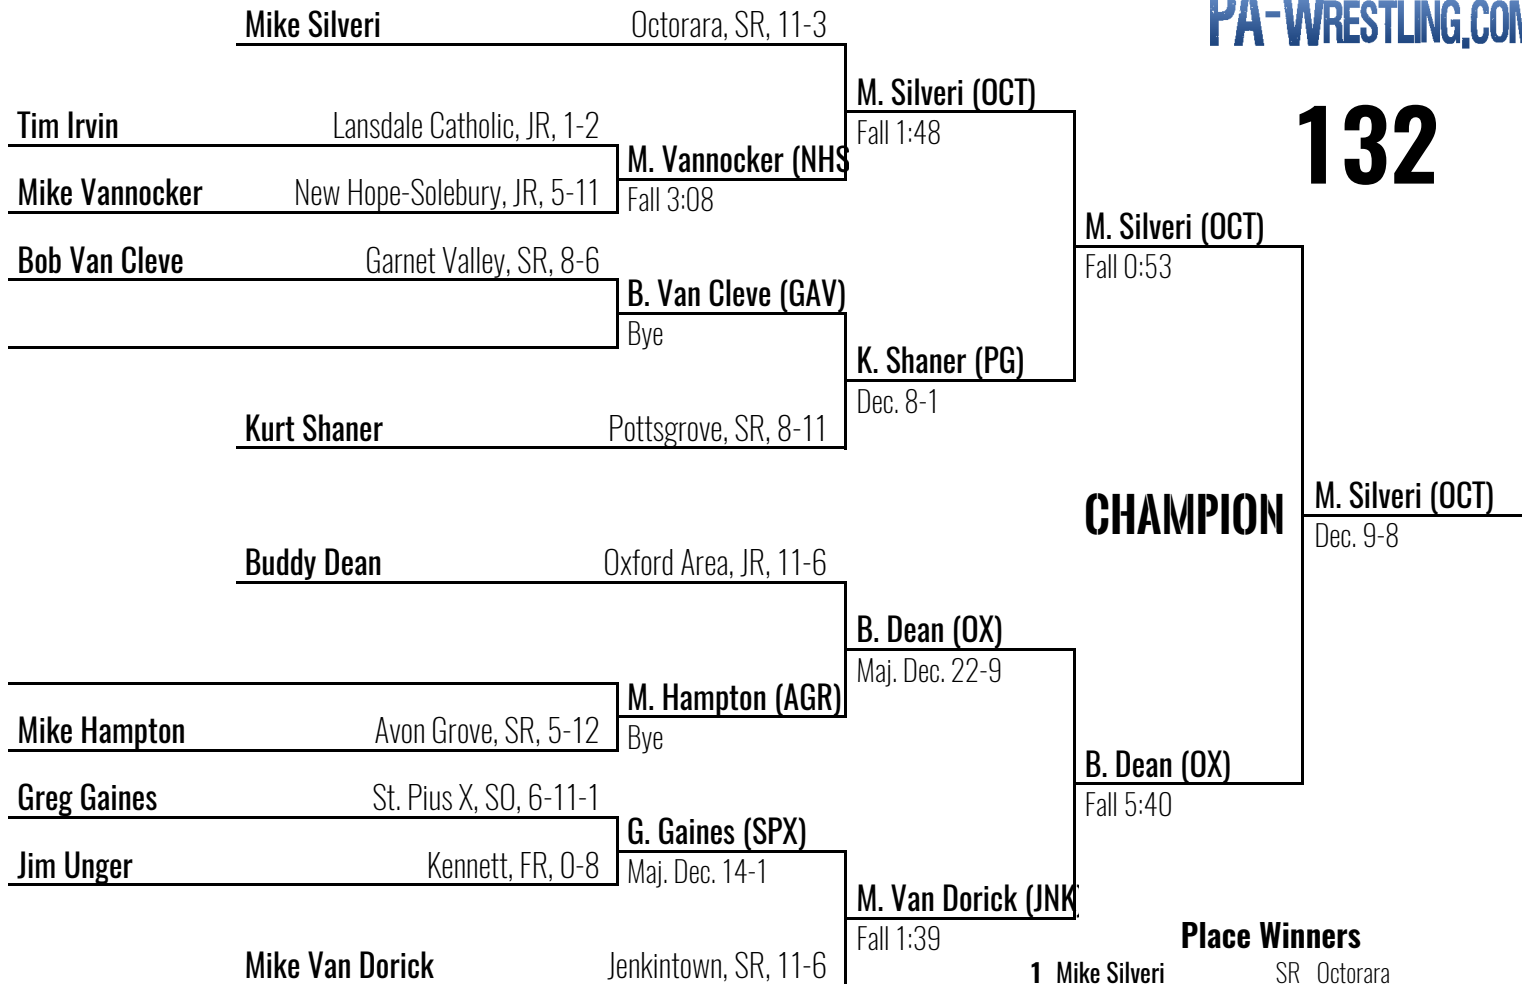 PA-WRESTLING.COM
132
Mike Silveri Octorara, SR, 11-3
M. Silveri (OCT)
Fall 1:48
Tim Irvin Lansdale Catholic, JR, 1-2
M. Vannocker (NHS
Fall 3:08
Mike Vannocker New Hope-Solebury, JR, 5-11
M. Silveri (OCT)
Fall 0:53
Bob Van Cleve Garnet Valley, SR, 8-6
B. Van Cleve (GAV)
Bye
K. Shaner (PG)
Dec. 8-1
Kurt Shaner Pottsgrove, SR, 8-11
CHAMPION
M. Silveri (OCT)
Dec. 9-8
Buddy Dean Oxford Area, JR, 11-6
B. Dean (OX)
Maj. Dec. 22-9
M. Hampton (AGR)
Bye
Mike Hampton Avon Grove, SR, 5-12
B. Dean (OX)
Fall 5:40
Greg Gaines St. Pius X, SO, 6-11-1
G. Gaines (SPX)
Maj. Dec. 14-1
Jim Unger Kennett, FR, 0-8
M. Van Dorick (JNK)
Fall 1:39
Mike Van Dorick Jenkintown, SR, 11-6
Place Winners
1 Mike Silveri SR Octorara